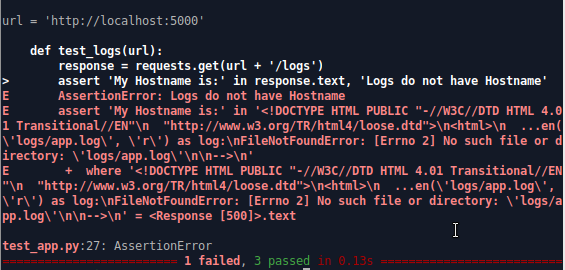 url = 'http://localhost:5000'
def test_logs(url):
response = requests.get(url + '/logs')
> assert 'My Hostname is:' in response.text, 'Logs do not have Hostname'
E AssertionError: Logs do not have Hostname
E assert 'My Hostname is:' in '<!DOCTYPE HTML PUBLIC "-//W3C//DTD HTML 4.0
1 Transitional//EN"\n "http://www.w3.org/TR/html4/loose.dtd">\n<html>\n ...en(
\'logs/app.log\', \'r\') as log:\nFileNotFoundError: [Errno 2] No such file or d
irectory: \'logs/app.log\'\n\n-->\n'
E + where '<!DOCTYPE HTML PUBLIC "-//W3C//DTD HTML 4.01 Transitional//EN
"\n "http://www.w3.org/TR/html4/loose.dtd">\n<html>\n ...en(\'logs/app.log\',
\'r\') as log:\nFileNotFoundError: [Errno 2] No such file or directory: \'logs/a
pp.log\'\n\n-->\n' = <Response [500]>.text
test_app.py:27: AssertionError
========================= 1 failed, 3 passed in 0.13s =========================